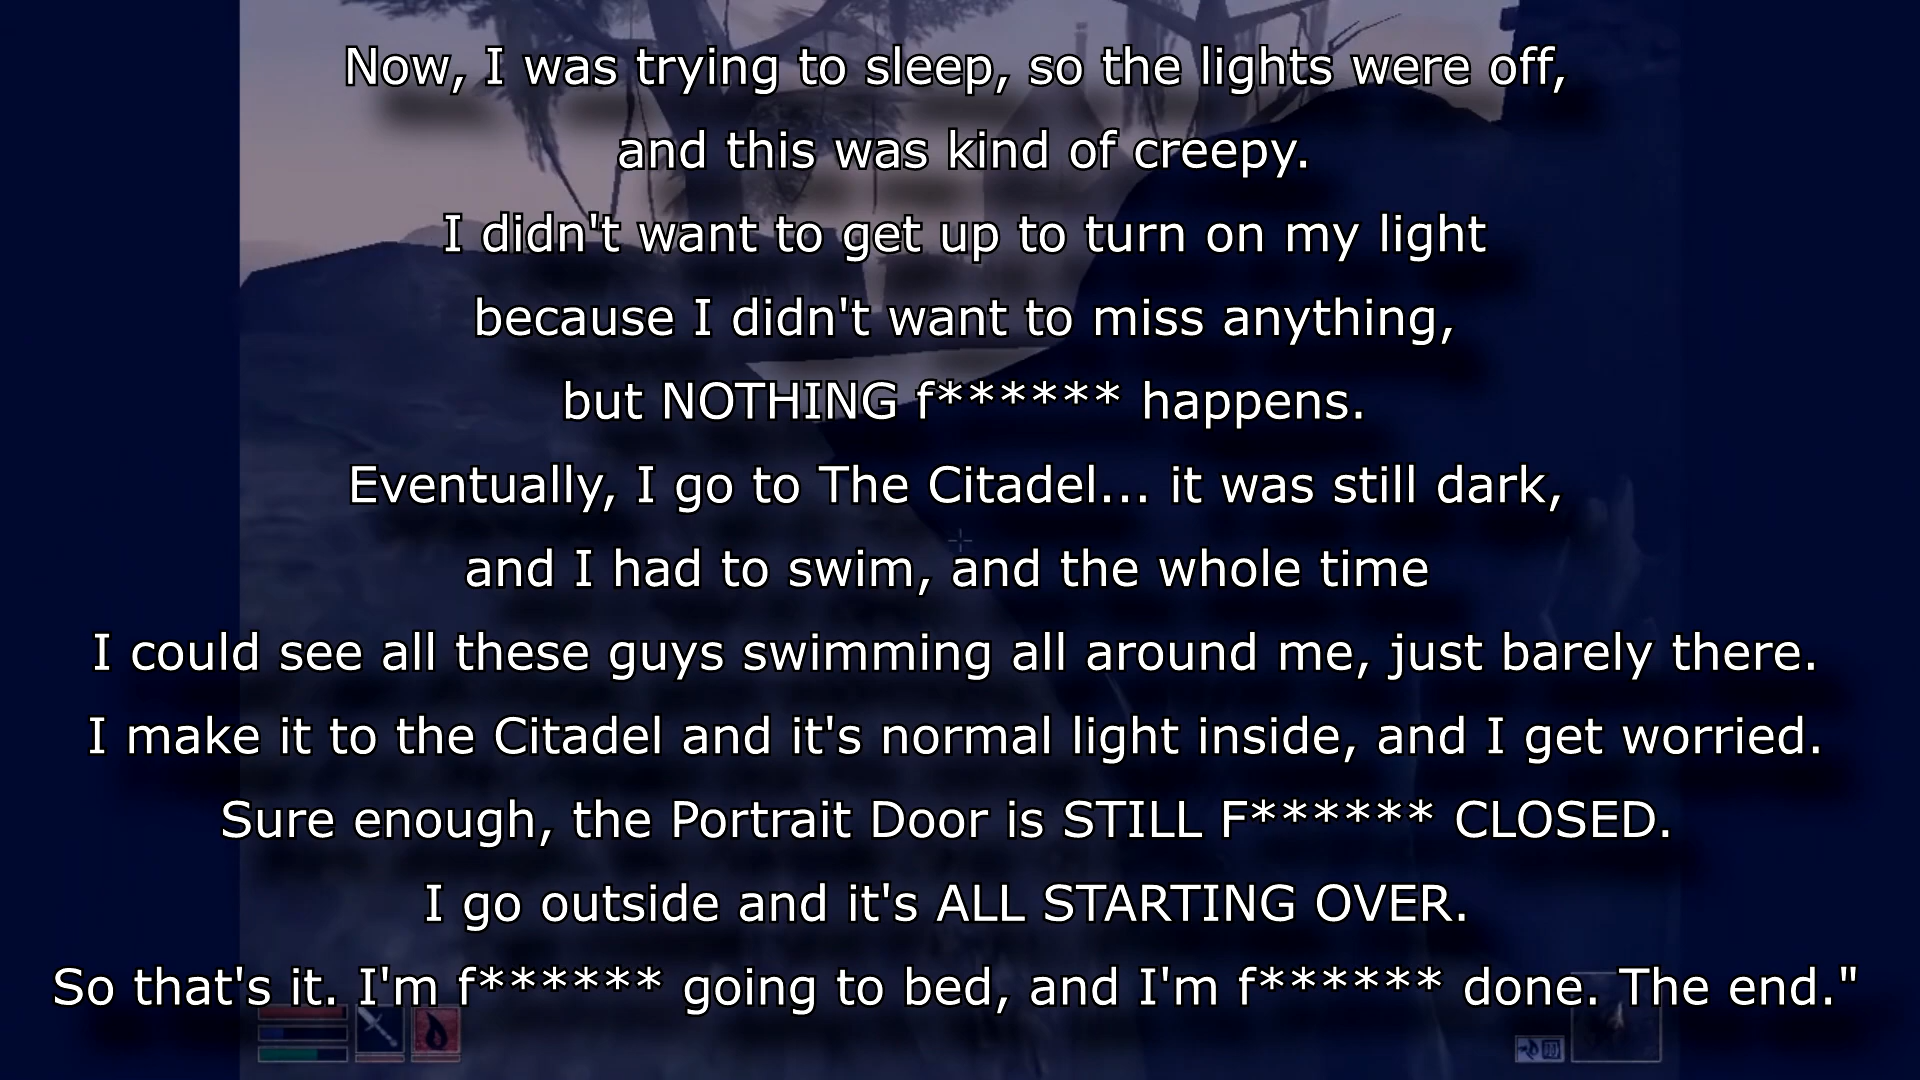 Now, I was trying to sleep, so the lights were off,
and this was kind of creepy.
I didn't want to get up to turn on my light
because I didn't want to miss anything,
but NOTHING f****** happens.
Eventually, I go to The Citadel... it was still dark,
and I had to swim, and the whole time
I could see all these guys swimming all around me, just barely there.
I make it to the Citadel and it's normal light inside, and I get worried.
Sure enough, the Portrait Door is STILL F****** CLOSED.
I go outside and it's ALL STARTING OVER.
So that's it. I'm f****** going to bed, and I'm f****** done. The end."